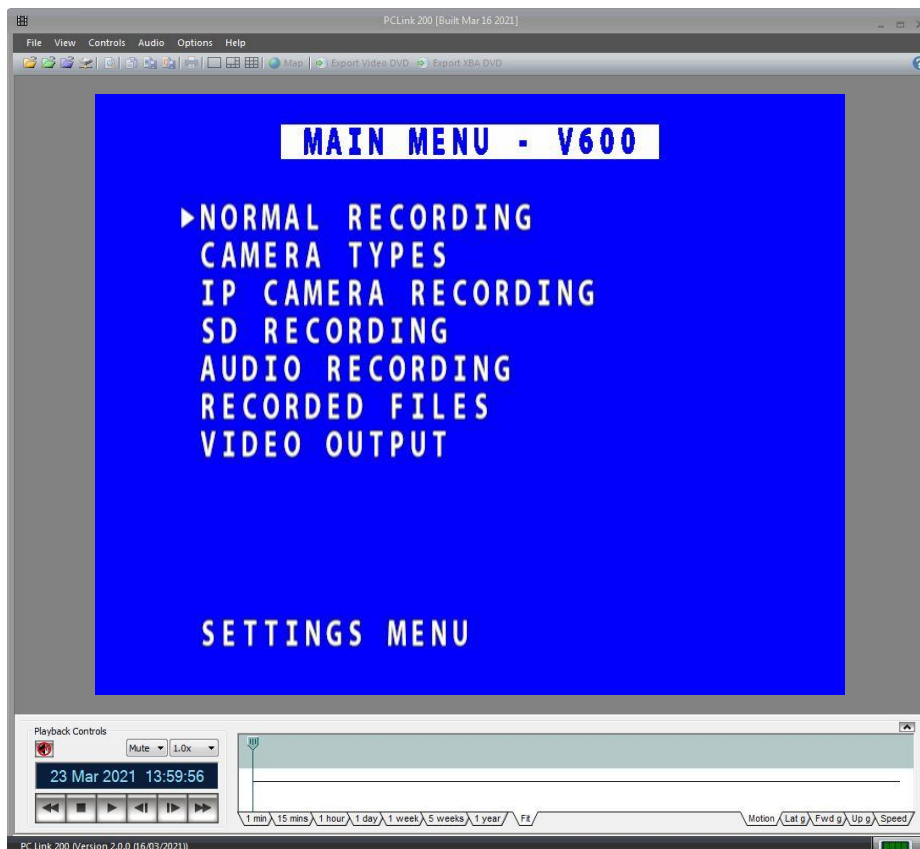 PCLink 200 [Built Mar 16 2021]
File View Controls Audio Options Help
Map Export Video DVD Export XBA DVD
MAIN MENU - V600
NORMAL RECORDING
CAMERA TYPES
IP CAMERA RECORDING
SD RECORDING
AUDIO RECORDING
RECORDED FILES
VIDEO OUTPUT
SETTINGS MENU
Playback Controls
Mute 1.0x
23 Mar 2021 13:59:56
1 min 15 mins 1 hour 1 day 1 week 5 weeks 1 year Fit Motion Lat g Fwd g Up g Speed
PC Link 200 (Version 2.0.0 (16/03/2021))